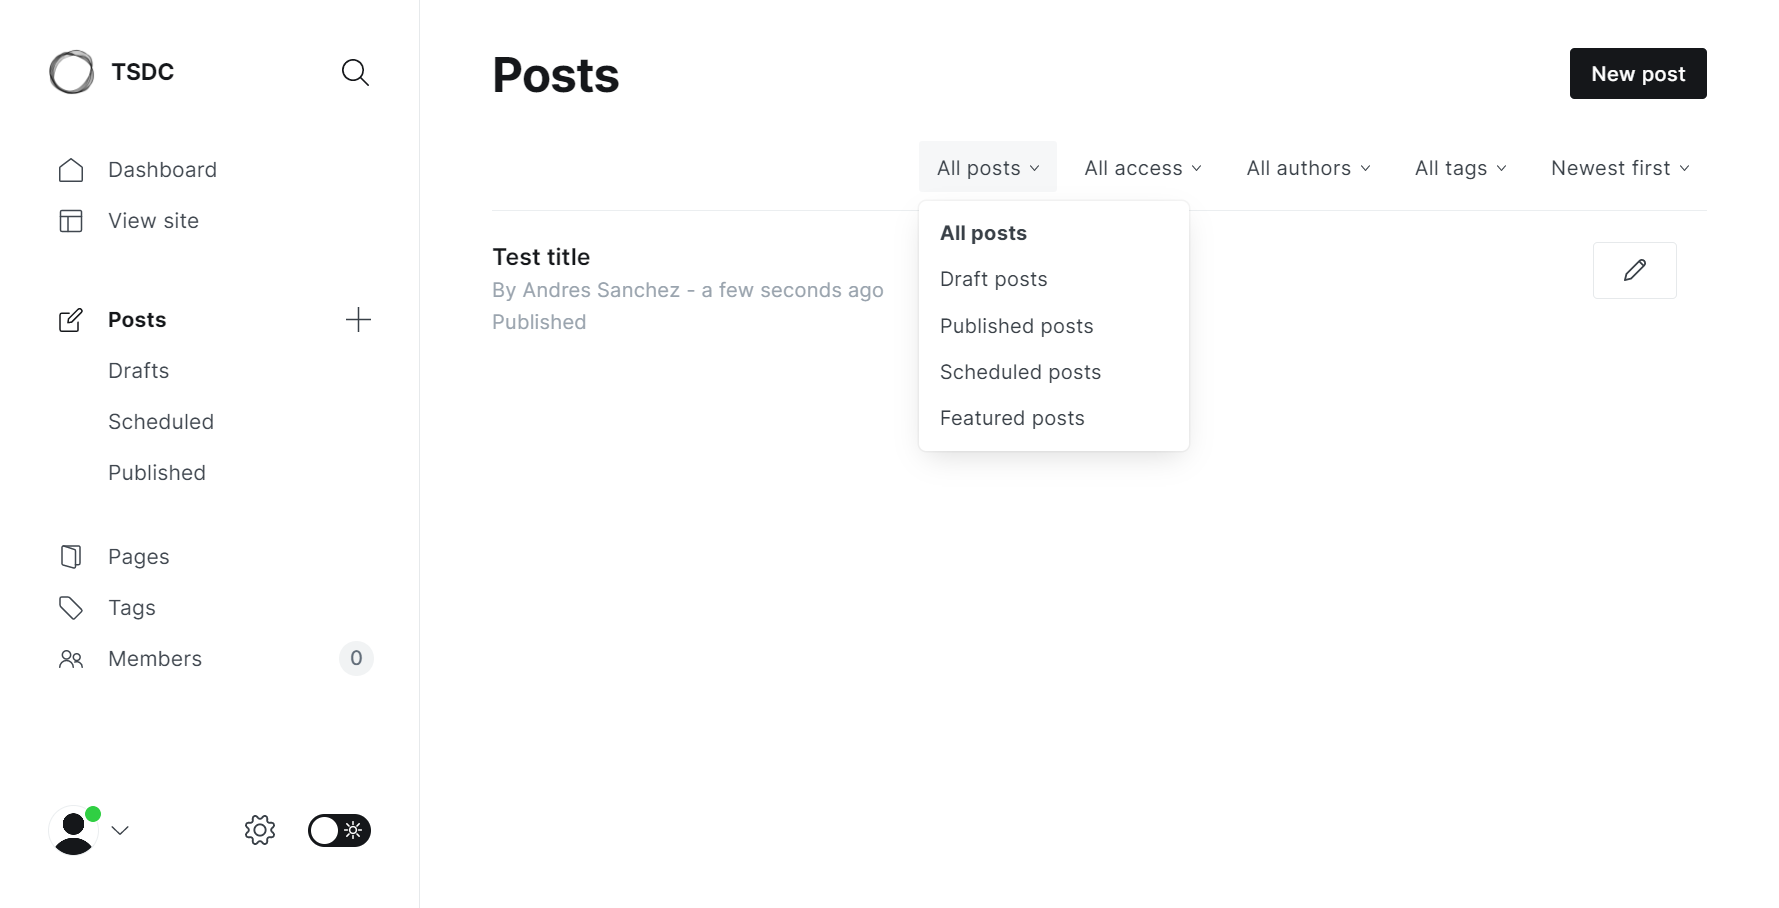 TSDC
Dashboard
View site
Posts
Drafts
Scheduled
Published
Pages
Tags
Members
0
Posts
New post
All posts
All access
All authors
All tags
Newest first
All posts
Draft posts
Published posts
Scheduled posts
Featured posts
Test title
By Andres Sanchez - a few seconds ago
Published